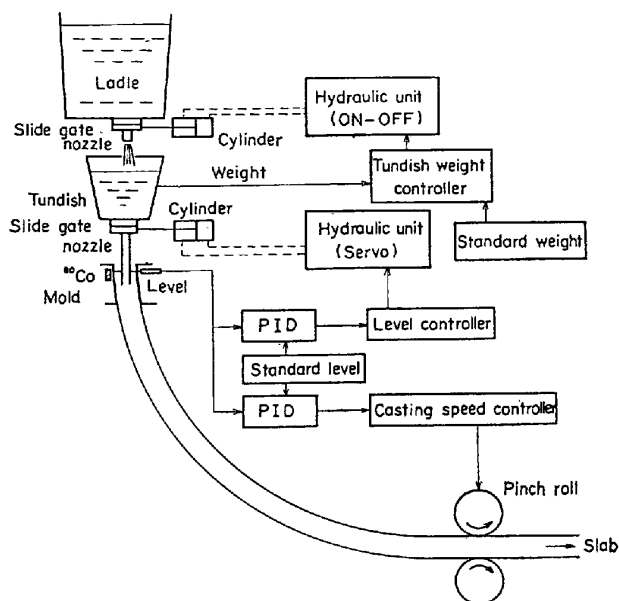 Ladle
Slide gate
nozzle
Cylinder
Hydraulic unit
(ON-OFF)
Tundish
Weight
Tundish weight
controller
Slide gate
nozzle
Cylinder
Hydraulic unit
(Servo)
Standard weight
⁶⁰Co
Level
Mold
PID
Level controller
Standard level
PID
Casting speed controller
Pinch roll
Slab